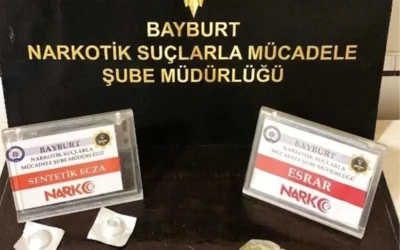 BAYBURT
NARKOTİK SUÇLARLA MÜCADELE
ŞUBE MÜDÜRLÜĞÜ
BAYBURT
NARKOTİK SUÇLARLA
MÜCADELE ŞUBE MÜDÜRLÜĞÜ
SENTETİK ECZA
NARKO
BAYBURT
NARKOTİK SUÇLARLA
MÜCADELE ŞUBE MÜDÜRLÜĞÜ
ESRAR
NARKO